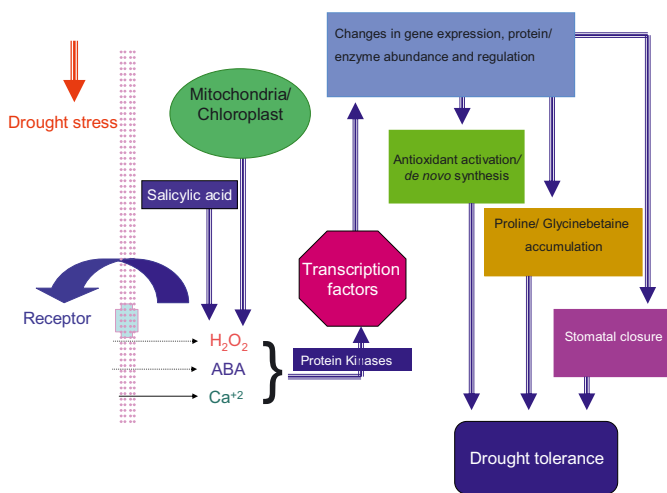 Changes in gene expression, protein/
enzyme abundance and regulation
Drought stress
Mitochondria/
Chloroplast
Antioxidant activation/
de novo synthesis
Salicylic acid
Proline/ Glycinebetaine
accumulation
Transcription
factors
Receptor
H₂O₂
ABA
Ca⁺²
}
Protein Kinases
Stomatal closure
Drought tolerance